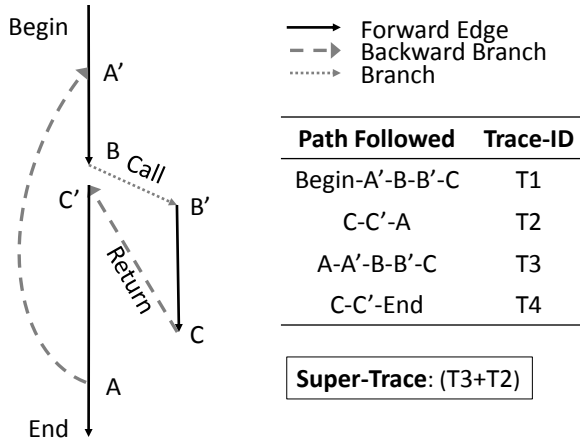 Begin
A'
B
Call
C'
B'
Return
C
A
End
Forward Edge
Backward Branch
Branch
Path Followed Trace-ID
Begin-A'-B-B'-C T1
C-C'-A T2
A-A'-B-B'-C T3
C-C'-End T4
Super-Trace: (T3+T2)